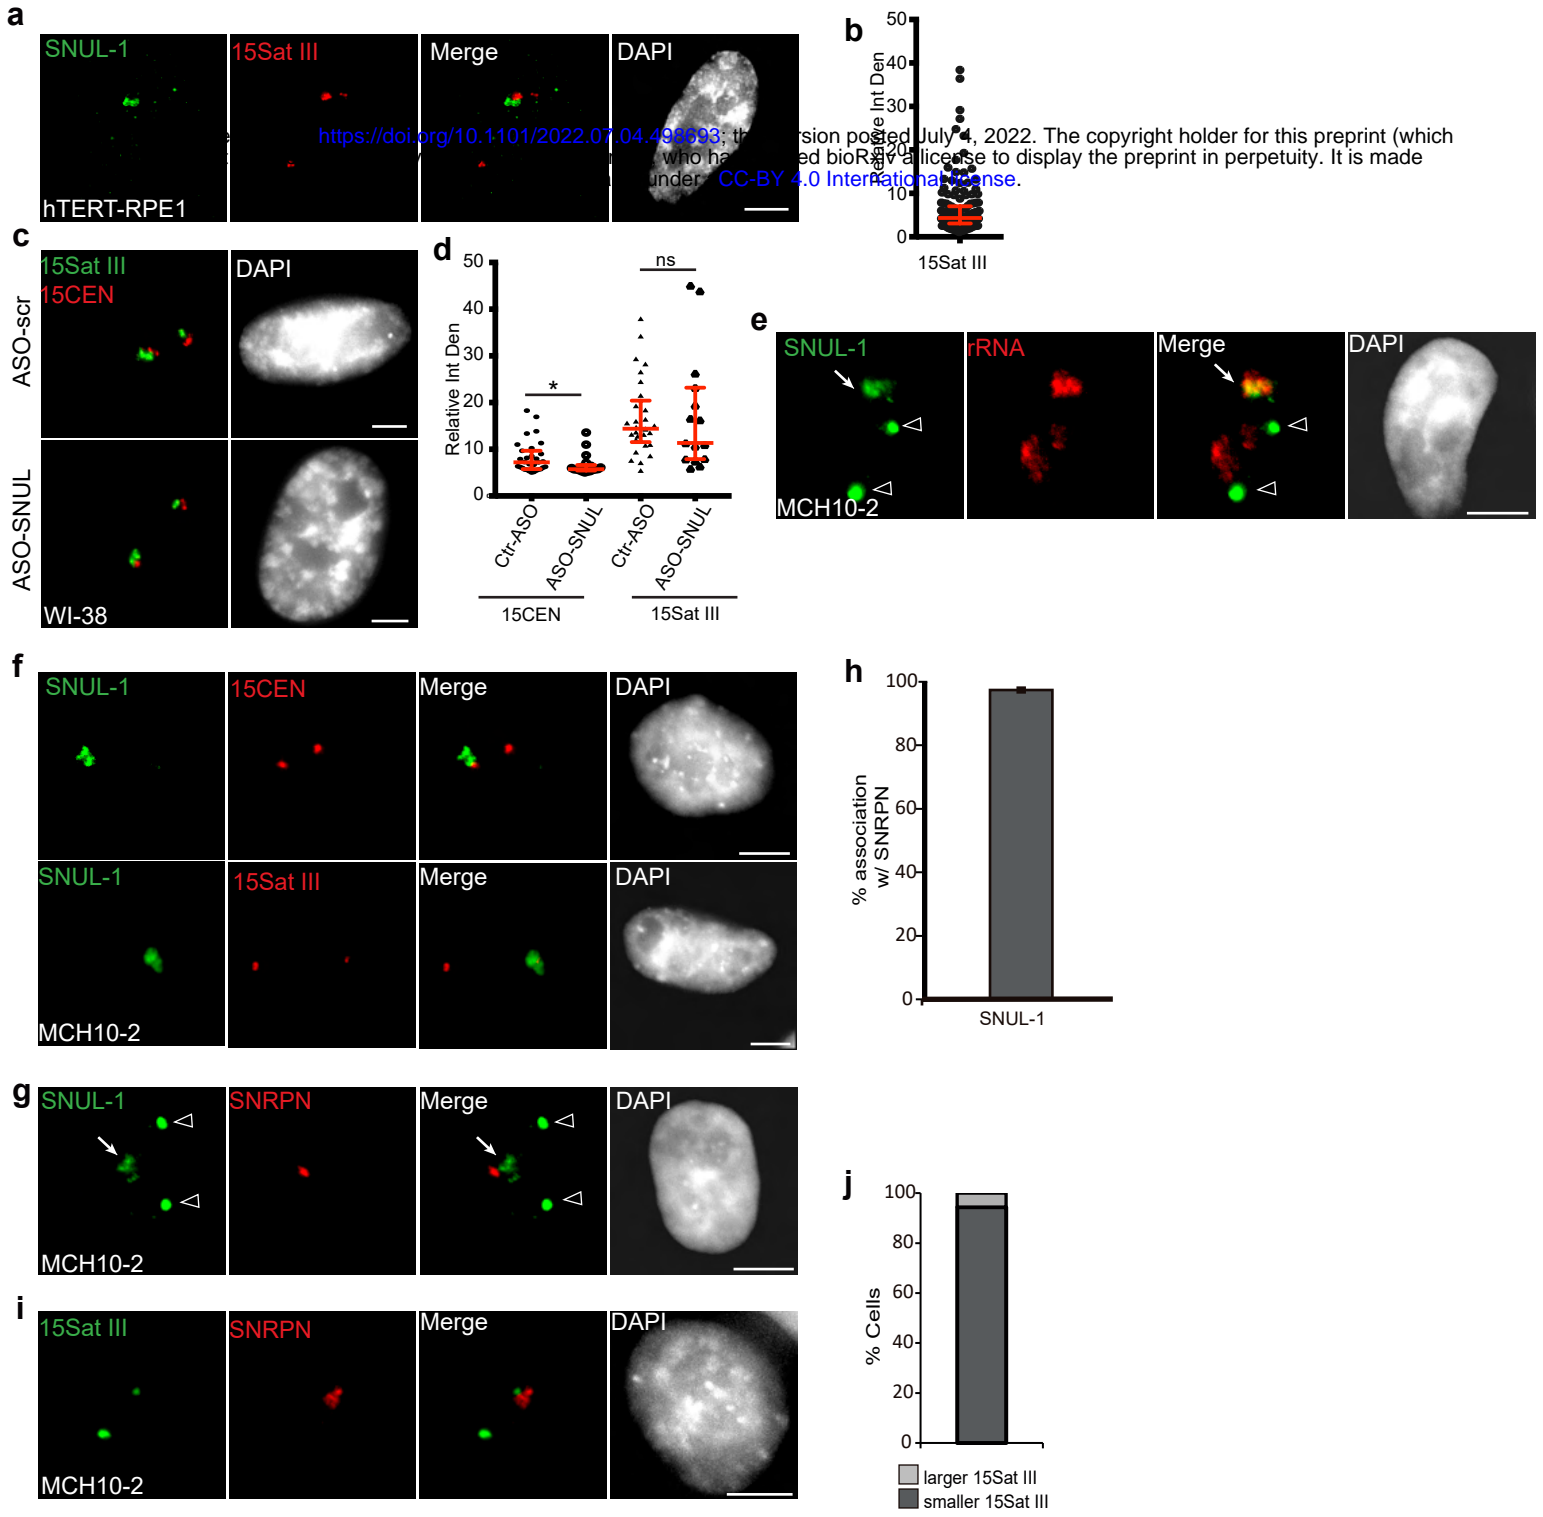 a
SNUL-1
15Sat III
Merge
DAPI
hTERT-RPE1
https://doi.org/10.1101/2022.07.04.498693; this version posted July 4, 2022. The copyright holder for this preprint (which
who has granted bioRxiv a license to display the preprint in perpetuity. It is made
under CC-BY 4.0 International license.
b
Relative Int Den
50
40
30
20
10
0
15Sat III
c
ASO-scr
15Sat III
15CEN
DAPI
ASO-SNUL
WI-38
d
Relative Int Den
50
40
30
20
10
0
*
ns
Ctr-ASO
ASO-SNUL
Ctr-ASO
ASO-SNUL
15CEN
15Sat III
e
SNUL-1
rRNA
Merge
DAPI
MCH10-2
f
SNUL-1
15CEN
Merge
DAPI
SNUL-1
15Sat III
Merge
DAPI
MCH10-2
h
% association
w/ SNRPN
100
80
60
40
20
0
SNUL-1
g
SNUL-1
SNRPN
Merge
DAPI
MCH10-2
i
15Sat III
SNRPN
Merge
DAPI
MCH10-2
j
% Cells
100
80
60
40
20
0
larger 15Sat III
smaller 15Sat III